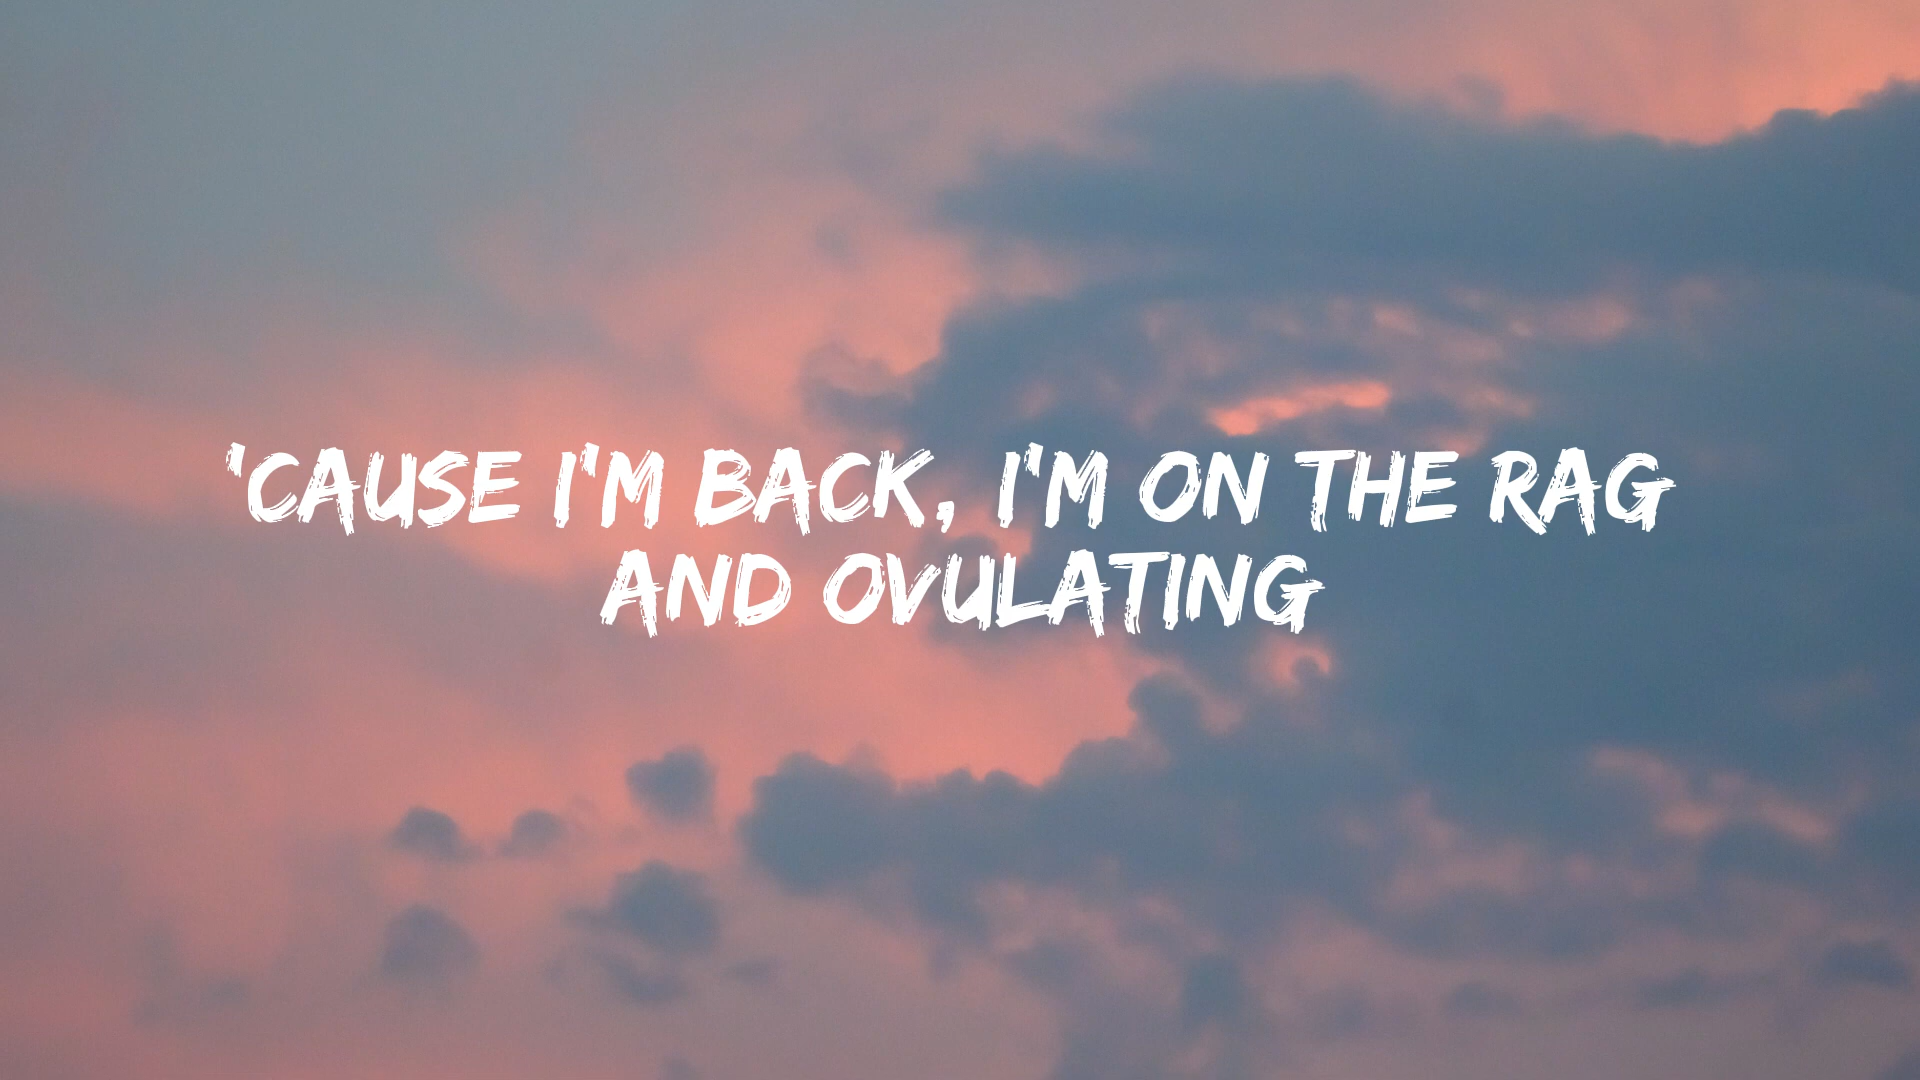 'CAUSE I'M BACK, I'M ON THE RAG
AND OVULATING